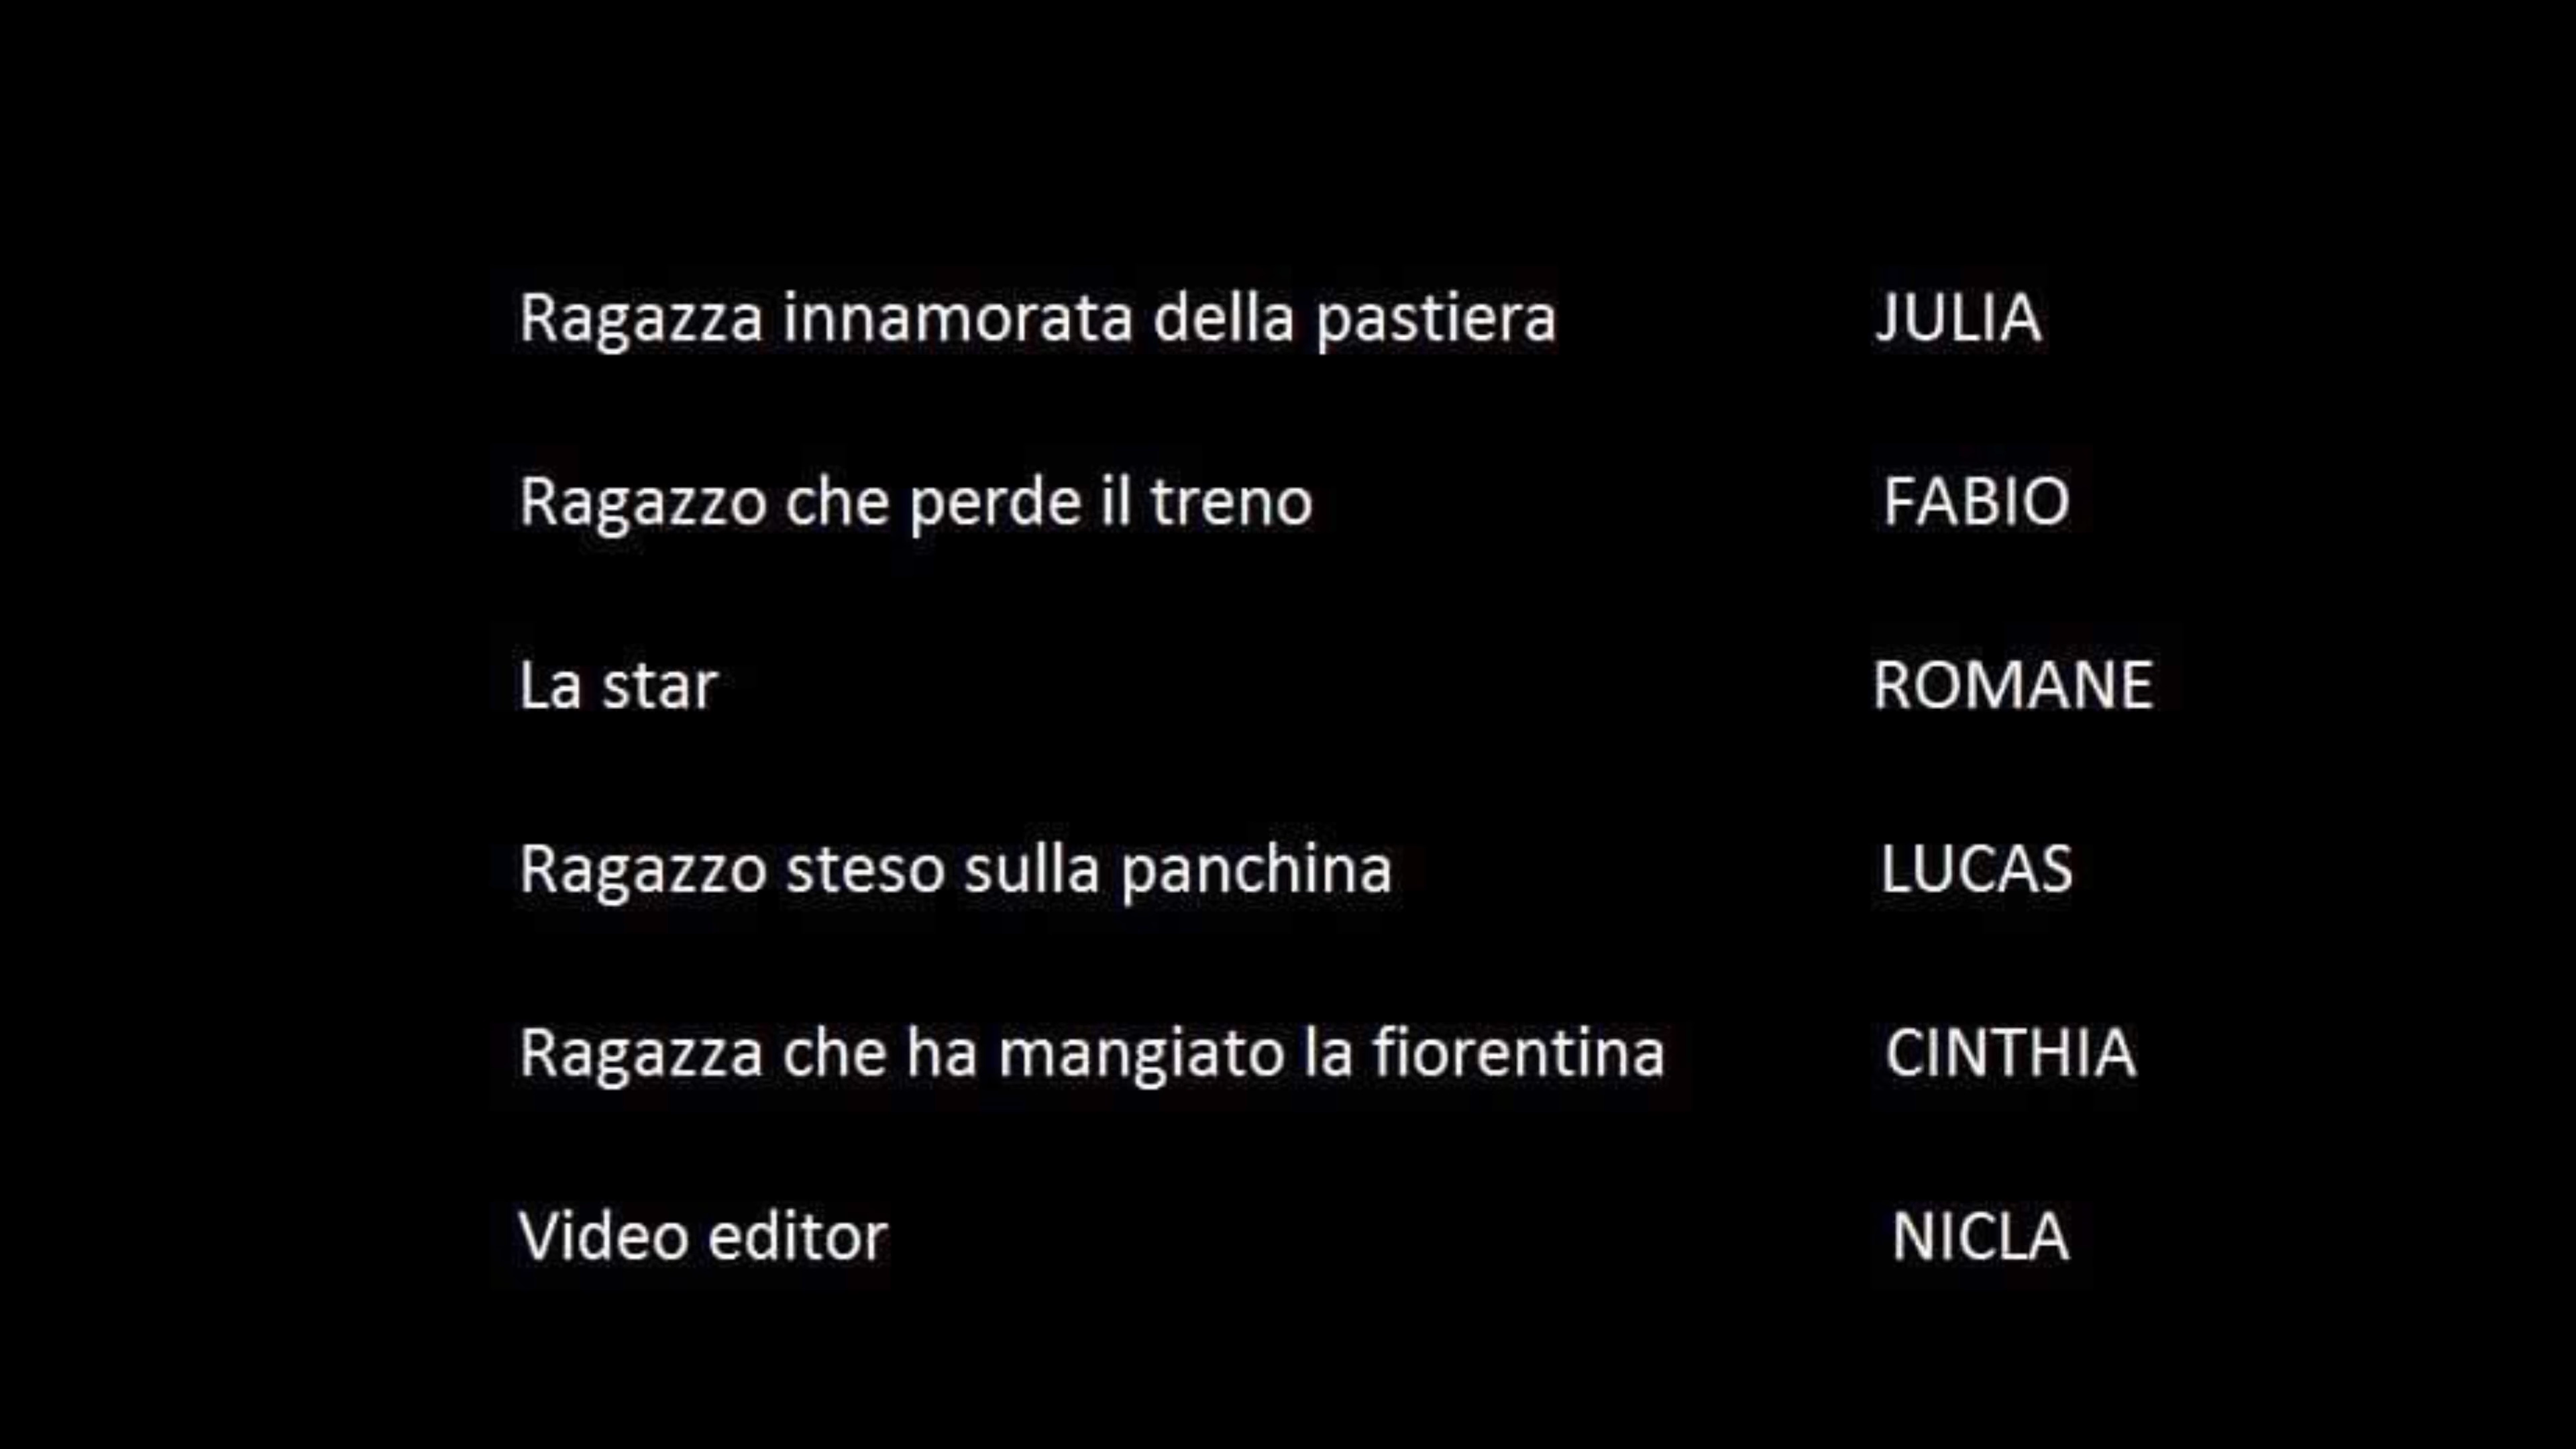 Ragazza innamorata della pastiera JULIA
Ragazzo che perde il treno FABIO
La star ROMANE
Ragazzo steso sulla panchina LUCAS
Ragazza che ha mangiato la fiorentina CINTHIA
Video editor NICLA